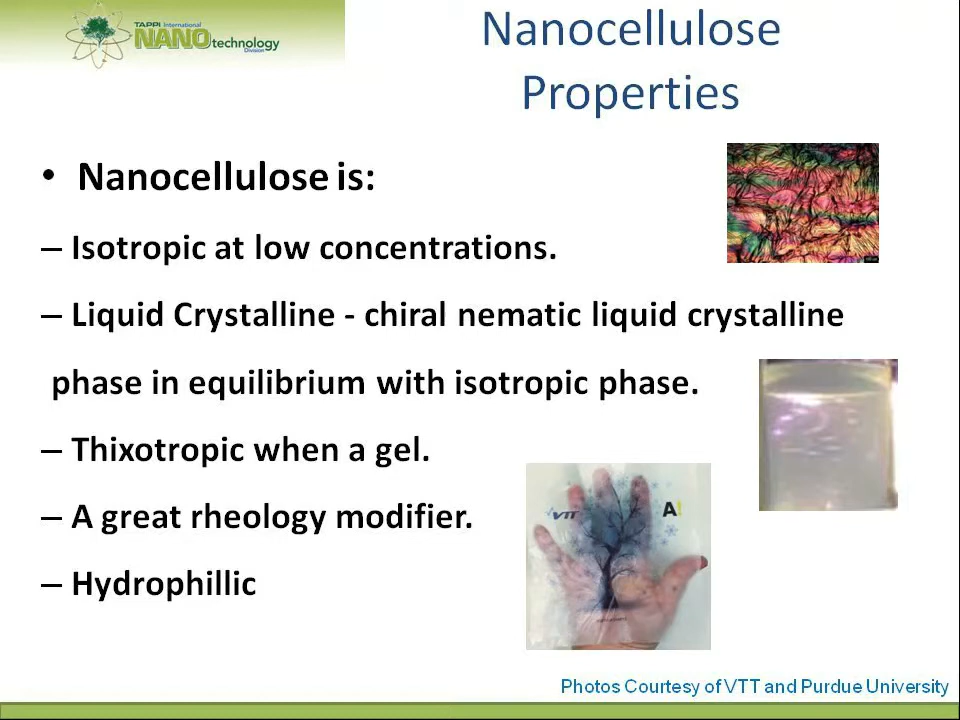 TAPPI International
NANOtechnology
Division
Nanocellulose
Properties
• Nanocellulose is:
– Isotropic at low concentrations.
– Liquid Crystalline - chiral nematic liquid crystalline
phase in equilibrium with isotropic phase.
– Thixotropic when a gel.
– A great rheology modifier.
– Hydrophillic
VTT
A!
Photos Courtesy of VTT and Purdue University